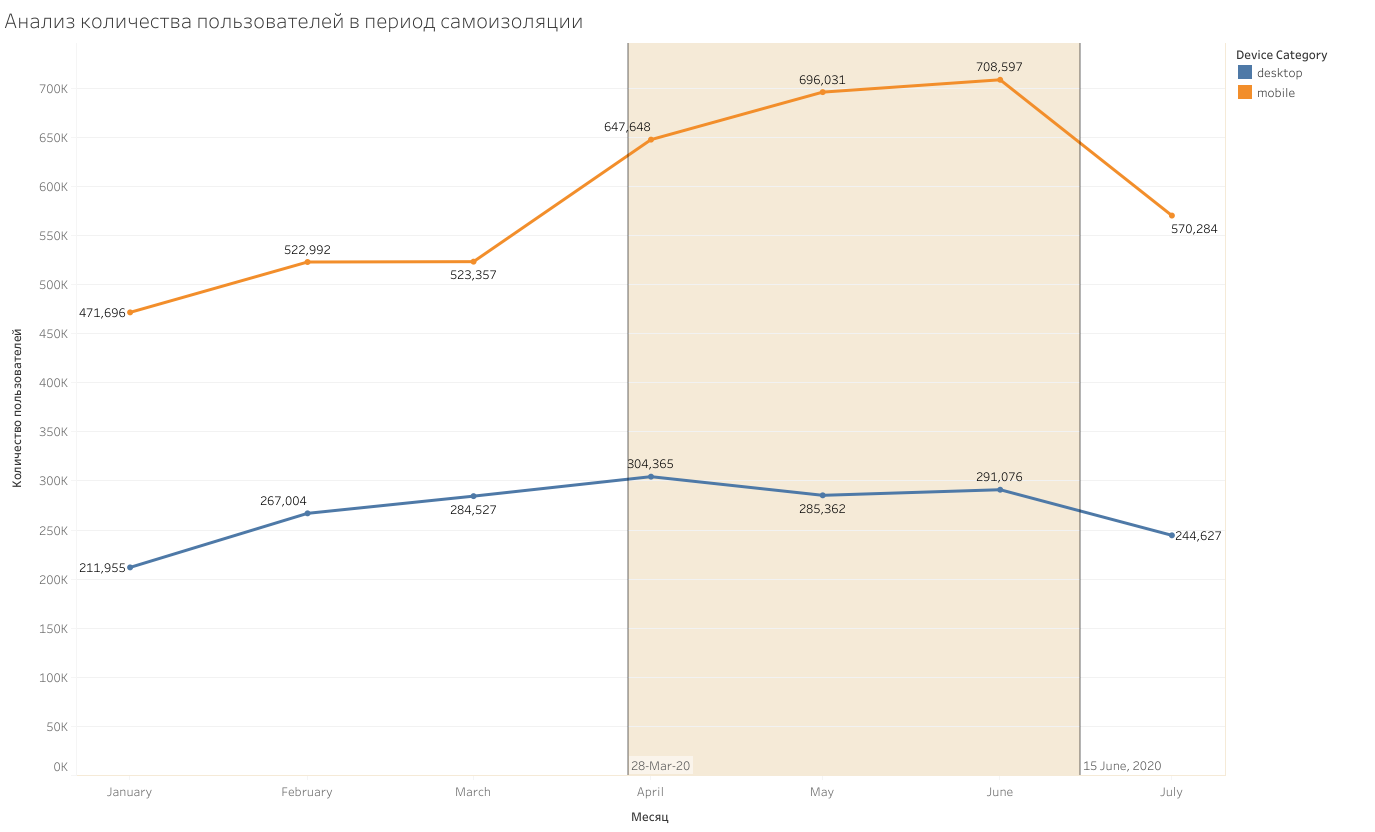 Анализ количества пользователей в период самоизоляции
Device Category
desktop
mobile
Количество пользователей
700K
650K
600K
550K
500K
450K
400K
350K
300K
250K
200K
150K
100K
50K
0K
471,696
522,992
523,357
647,648
696,031
708,597
570,284
211,955
267,004
284,527
304,365
285,362
291,076
244,627
28-Mar-20
15 June, 2020
January
February
March
April
May
June
July
Месяц